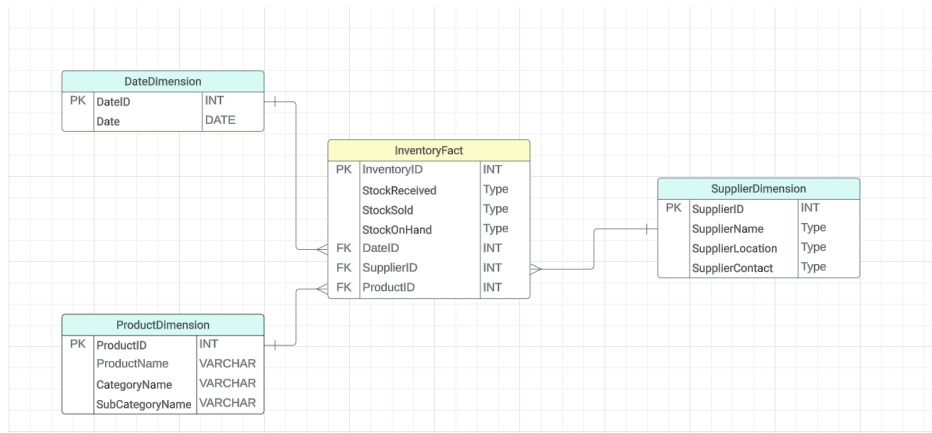 DateDimension
PK DateID INT
Date DATE
InventoryFact
PK InventoryID INT
StockReceived Type
StockSold Type
StockOnHand Type
FK DateID INT
FK SupplierID INT
FK ProductID INT
SupplierDimension
PK SupplierID INT
SupplierName Type
SupplierLocation Type
SupplierContact Type
ProductDimension
PK ProductID INT
ProductName VARCHAR
CategoryName VARCHAR
SubCategoryName VARCHAR